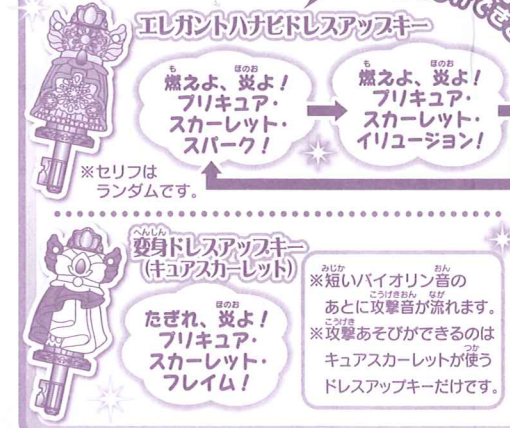 できる
エレガントハナビドレスアップキー
燃えよ、炎よ！
プリキュア・
スカーレット・
スパーク！
燃えよ、炎よ！
プリキュア・
スカーレット・
イリュージョン！
※セリフは
ランダムです。
変身ドレスアップキー
(キュアスカーレット)
たぎれ、炎よ！
プリキュア・
スカーレット・
フレイム！
※短いバイオリン音の
あとに攻撃音が流れます。
※攻撃あそびができるのは
キュアスカーレットが使う
ドレスアップキーだけです。